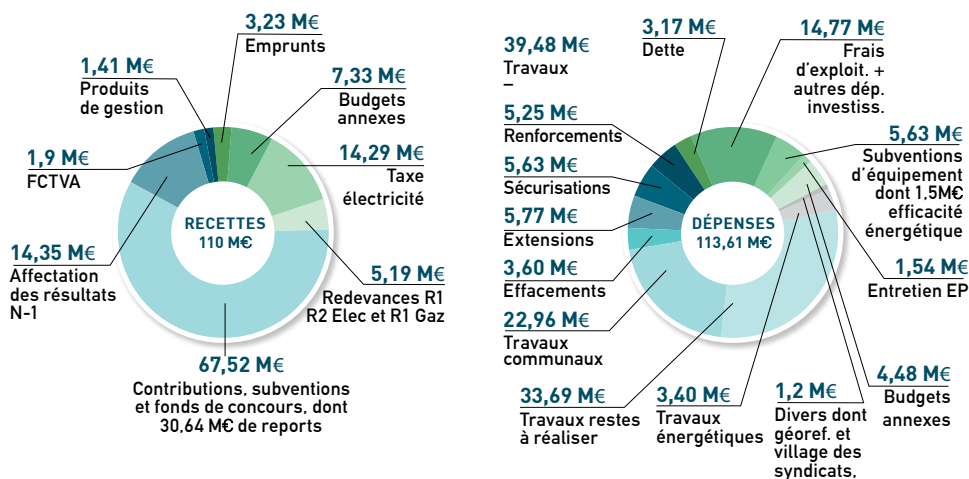 3,23 M€
Emprunts
1,41 M€
Produits
de gestion
7,33 M€
Budgets
annexes
1,9 M€
FCTVA
14,29 M€
Taxe
électricité
RECETTES
110 M€
14,35 M€
Affectation
des résultats
N-1
5,19 M€
Redevances R1
R2 Elec et R1 Gaz
67,52 M€
Contributions, subventions
et fonds de concours, dont
30,64 M€ de reports
39,48 M€
Travaux
–
3,17 M€
Dette
14,77 M€
Frais
d'exploit. +
autres dép.
investiss.
5,25 M€
Renforcements
5,63 M€
Sécurisations
5,77 M€
Extensions
3,60 M€
Effacements
22,96 M€
Travaux
communaux
DÉPENSES
113,61 M€
5,63 M€
Subventions
d'équipement
dont 1,5M€
efficacité
énergétique
1,54 M€
Entretien EP
33,69 M€
Travaux restes
à réaliser
3,40 M€
Travaux
énergétiques
1,2 M€
Divers dont
géoref. et
village des
syndicats,
4,48 M€
Budgets
annexes